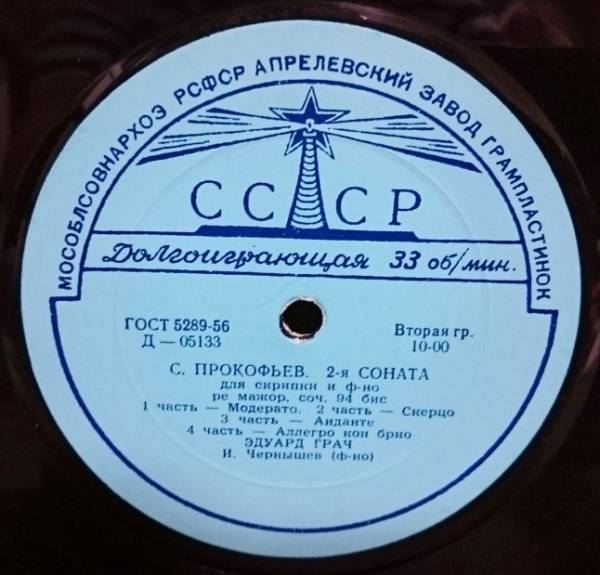 МОСОБЛСОВНАРХОЗ РСФСР АПРЕЛЕВСКИЙ ЗАВОД ГРАМПЛАСТИНОК
СССР
Долгоиграющая 33 об/мин.
ГОСТ 5289-56
Д — 05133
Вторая гр.
10-00
С. ПРОКОФЬЕВ. 2-я СОНАТА
для скрипки и ф-но
ре мажор, соч. 94 бис
1 часть — Модерато. 2 часть — Скерцо
3 часть — Анданте
4 часть — Аллегро кон брио
ЭДУАРД ГРАЧ
И. Чернышев (ф-но)